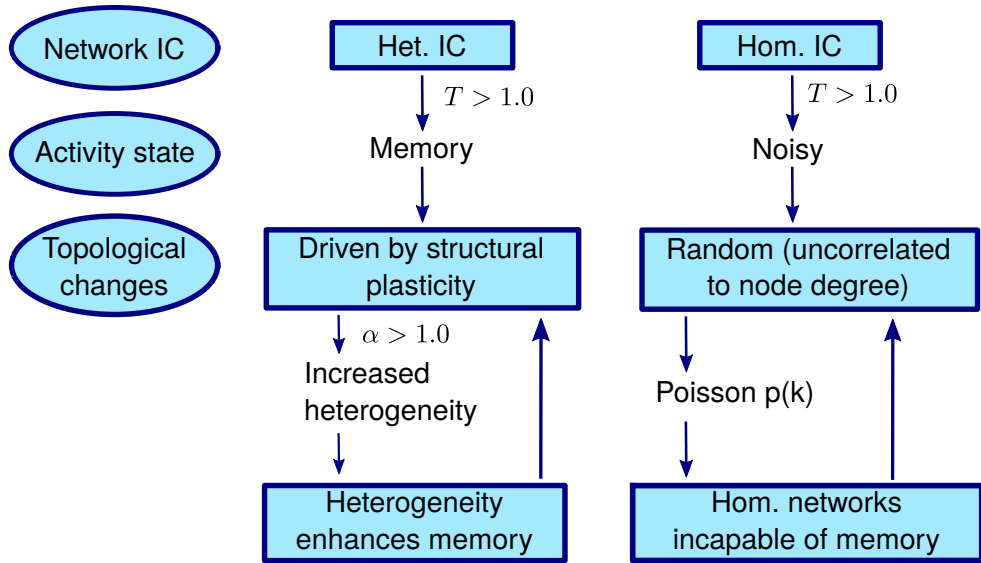 Network IC
Het. IC
Hom. IC
T > 1.0
T > 1.0
Activity state
Memory
Noisy
Topological
changes
Driven by structural
plasticity
Random (uncorrelated
to node degree)
α > 1.0
Increased
heterogeneity
Poisson p(k)
Heterogeneity
enhances memory
Hom. networks
incapable of memory